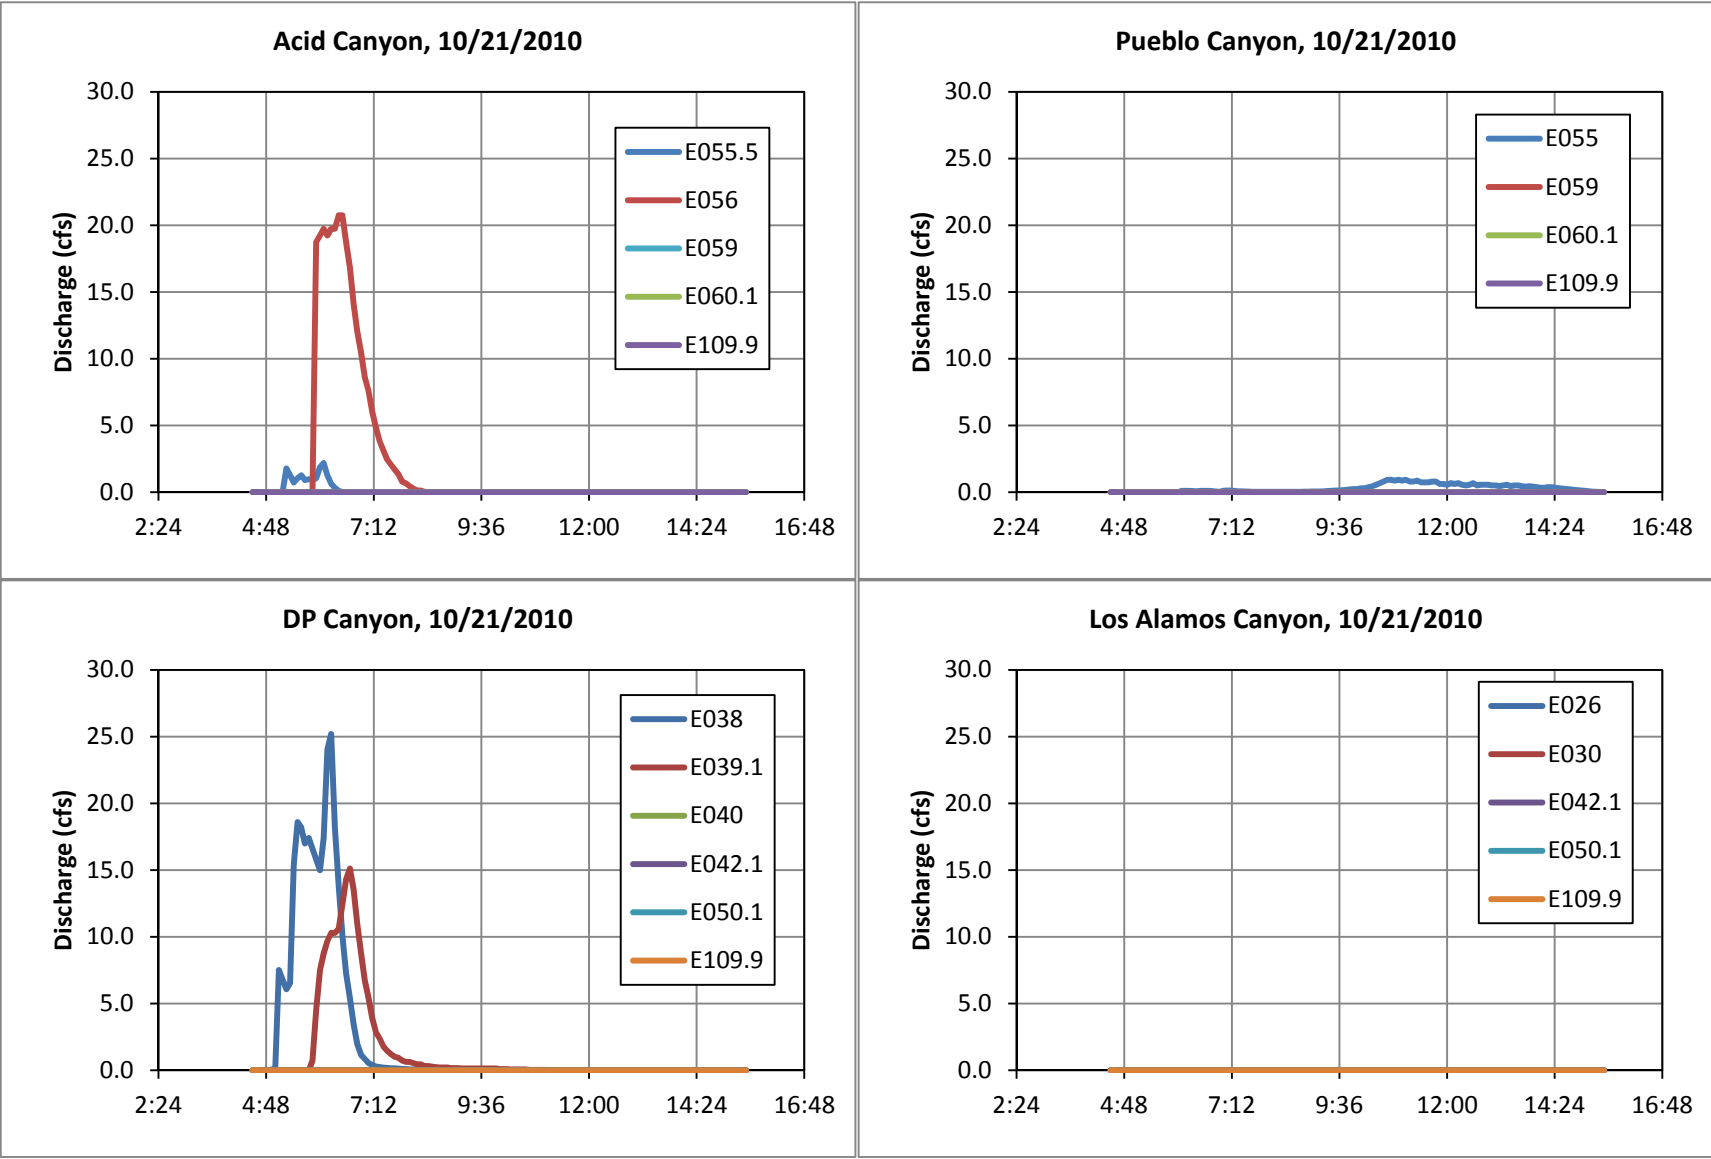 Acid Canyon, 10/21/2010
30.0
25.0
20.0
15.0
10.0
5.0
0.0
Discharge (cfs)
2:24 4:48 7:12 9:36 12:00 14:24 16:48
E055.5
E056
E059
E060.1
E109.9
Pueblo Canyon, 10/21/2010
30.0
25.0
20.0
15.0
10.0
5.0
0.0
Discharge (cfs)
2:24 4:48 7:12 9:36 12:00 14:24 16:48
E055
E059
E060.1
E109.9
DP Canyon, 10/21/2010
30.0
25.0
20.0
15.0
10.0
5.0
0.0
Discharge (cfs)
2:24 4:48 7:12 9:36 12:00 14:24 16:48
E038
E039.1
E040
E042.1
E050.1
E109.9
Los Alamos Canyon, 10/21/2010
30.0
25.0
20.0
15.0
10.0
5.0
0.0
Discharge (cfs)
2:24 4:48 7:12 9:36 12:00 14:24 16:48
E026
E030
E042.1
E050.1
E109.9